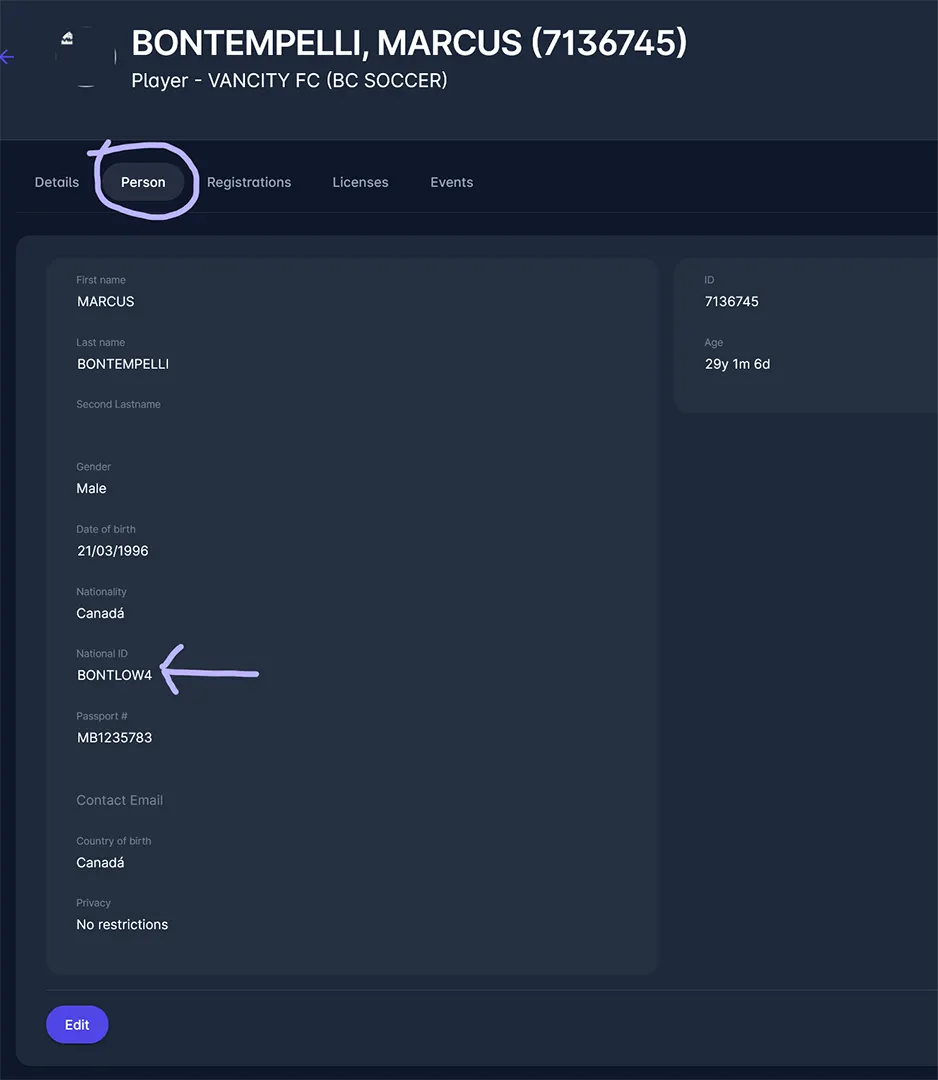 BONTEMPELLI, MARCUS (7136745)
Player - VANCITY FC (BC SOCCER)
Details Person Registrations Licenses Events
First name
MARCUS
Last name
BONTEMPELLI
Second Lastname
Gender
Male
Date of birth
21/03/1996
Nationality
Canadá
National ID
BONTLOW4
Passport #
MB1235783
Contact Email
Country of birth
Canadá
Privacy
No restrictions
ID
7136745
Age
29y 1m 6d
Edit